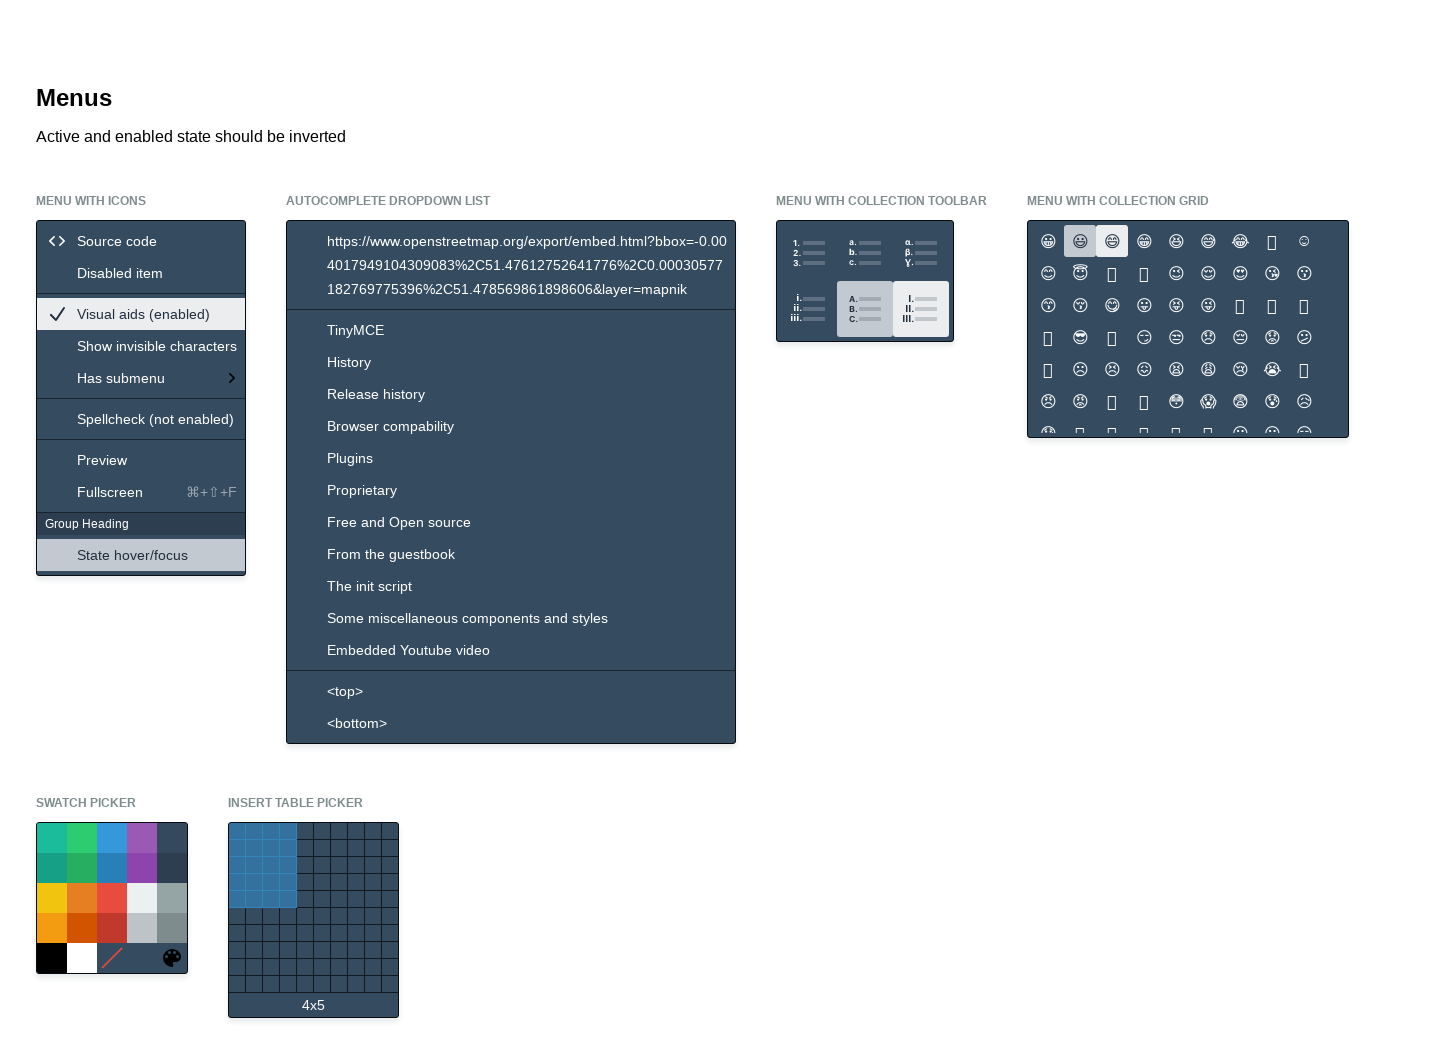 Menus
Active and enabled state should be inverted
MENU WITH ICONS
Source code
Disabled item
Visual aids (enabled)
Show invisible characters
Has submenu
Spellcheck (not enabled)
Preview
Fullscreen ⌘+⇧+F
Group Heading
State hover/focus
AUTOCOMPLETE DROPDOWN LIST
https://www.openstreetmap.org/export/embed.html?bbox=-0.00
4017949104309083%2C51.47612752641776%2C0.00030577
182769775396%2C51.478569861898606&layer=mapnik
TinyMCE
History
Release history
Browser compability
Plugins
Proprietary
Free and Open source
From the guestbook
The init script
Some miscellaneous components and styles
Embedded Youtube video
<top>
<bottom>
MENU WITH COLLECTION TOOLBAR
1. a. α.
2. b. β.
3. c. γ.
i. A. I.
ii. B. II.
iii. C. III.
MENU WITH COLLECTION GRID
SWATCH PICKER
INSERT TABLE PICKER
4x5